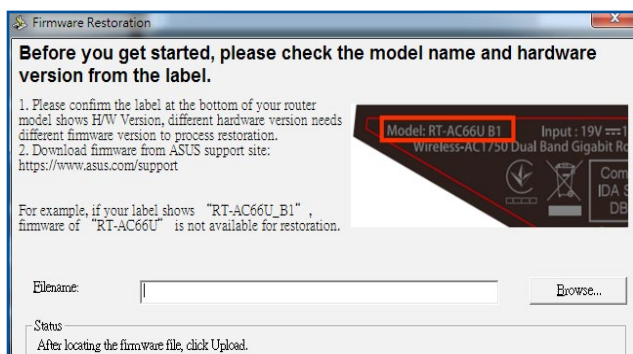 Firmware Restoration
Before you get started, please check the model name and hardware
version from the label.
1. Please confirm the label at the bottom of your router
model shows H/W Version, different hardware version needs
different firmware version to process restoration.
2. Download firmware from ASUS support site:
https://www.asus.com/support
For example, if your label shows “RT-AC66U_B1”,
firmware of “RT-AC66U” is not available for restoration.
Model: RT-AC66U B1 Input : 19V
Wireless-AC1750 Dual Band Gigabit
Com
IDA S
DB
Filename:
Browse...
Status
After locating the firmware file, click Upload.